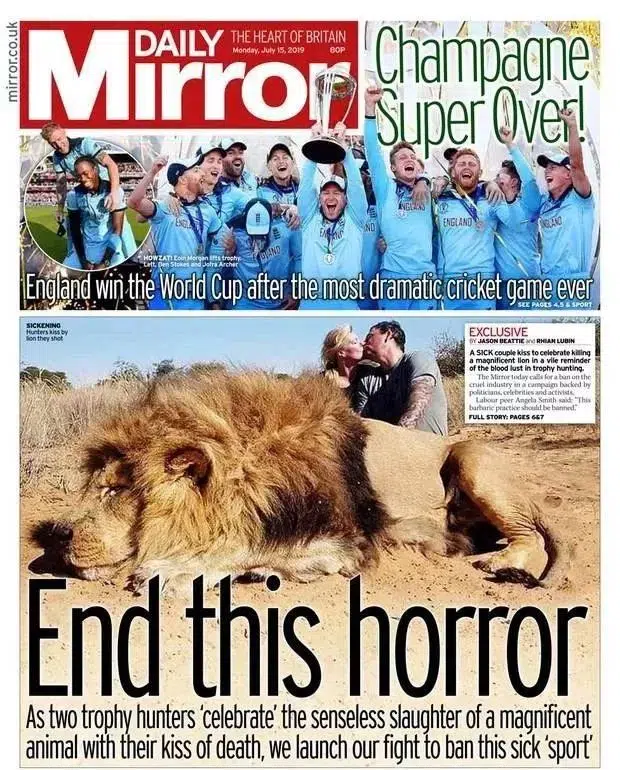 mirror.co.uk
DAILY
Mirror
THE HEART OF BRITAIN
Monday, July 15, 2019
80P
Champagne
Super Over!
ENGLAND
ENGLAND
ENGLAND
HOWZAT! Eoin Morgan lifts trophy.
Left, Ben Stokes and Jofra Archer
England win the World Cup after the most dramatic cricket game ever
SEE PAGES 4,5 & SPORT
SICKENING
Hunters kiss by
lion they shot
EXCLUSIVE
BY JASON BEATTIE and RHIAN LUBIN
A SICK couple kiss to celebrate killing
a magnificent lion in a vile reminder
of the blood lust in trophy hunting.
The Mirror today calls for a ban on the
cruel industry in a campaign backed by
politicians, celebrities and activists.
Labour peer Angela Smith said: "This
barbaric practice should be banned."
FULL STORY: PAGES 6&7
End this horror
As two trophy hunters ‘celebrate’ the senseless slaughter of a magnificent
animal with their kiss of death, we launch our fight to ban this sick ‘sport’